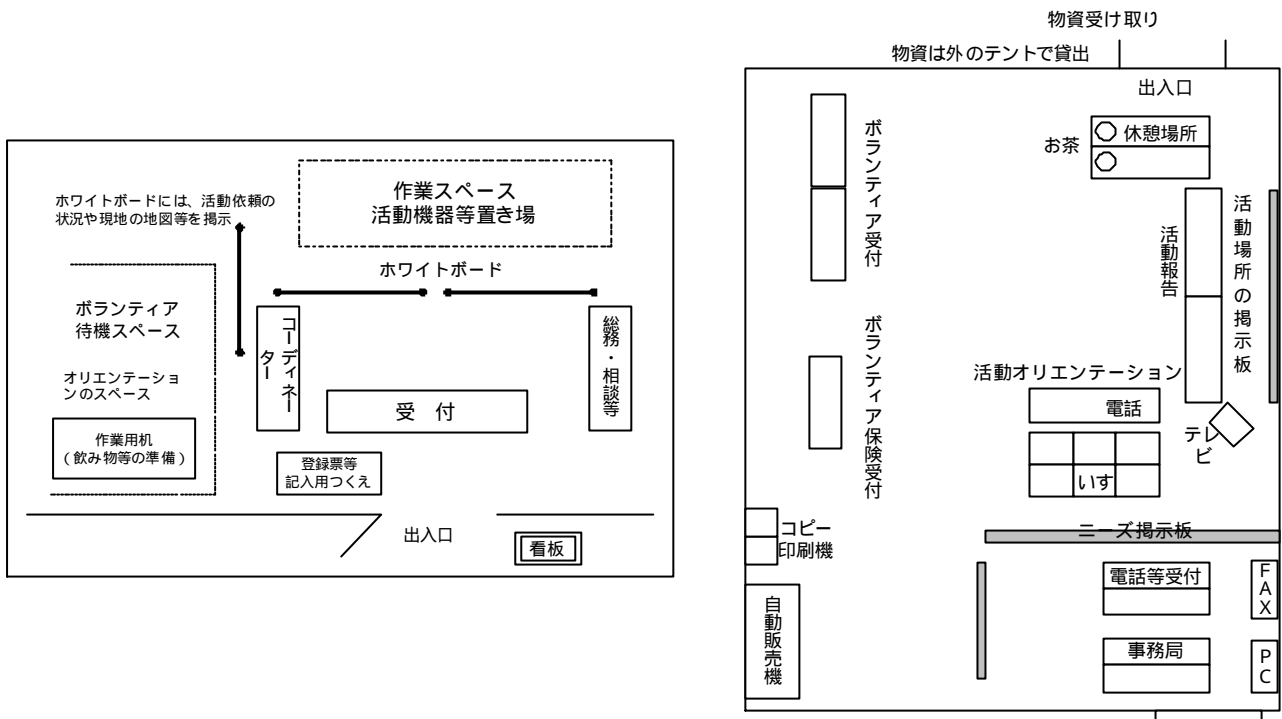 ホワイトボードには、活動依頼の
状況や現地の地図等を掲示
作業スペース
活動機器等置き場
ホワイトボード
ボランティア
待機スペース
オリエンテーショ
ンのスペース
作業用机
(飲み物等の準備)
コーディネー
ター
受 付
総務・相談等
登録票等
記入用つくえ
出入口
看板
物資受け取り
物資は外のテントで貸出
出入口
ボランティア受付
お茶
休憩場所
活動報告
活動場所の掲示板
ボランティア保険受付
活動オリエンテーション
電話
テレ
ビ
いす
コピー
印刷機
ニーズ掲示板
電話等受付
FAX
自動販売機
事務局
PC